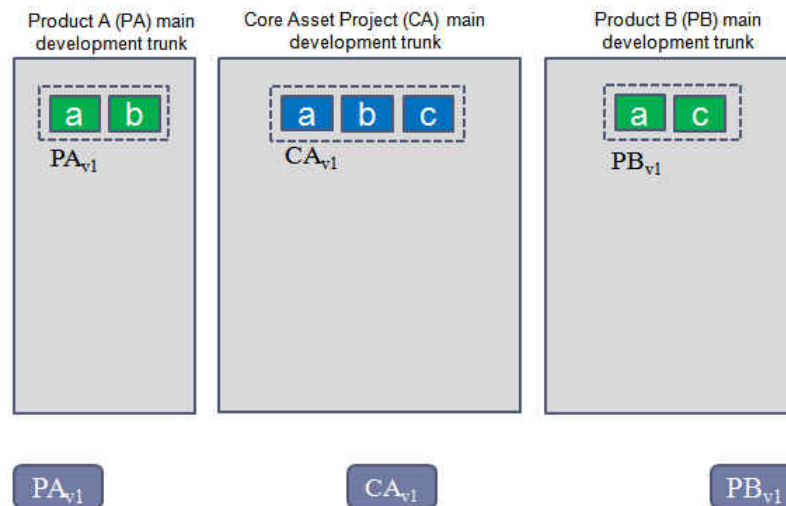 Product A (PA) main
development trunk
Core Asset Project (CA) main
development trunk
Product B (PB) main
development trunk
a b
PAv1
a b c
CAv1
a c
PBv1
PAv1
CAv1
PBv1